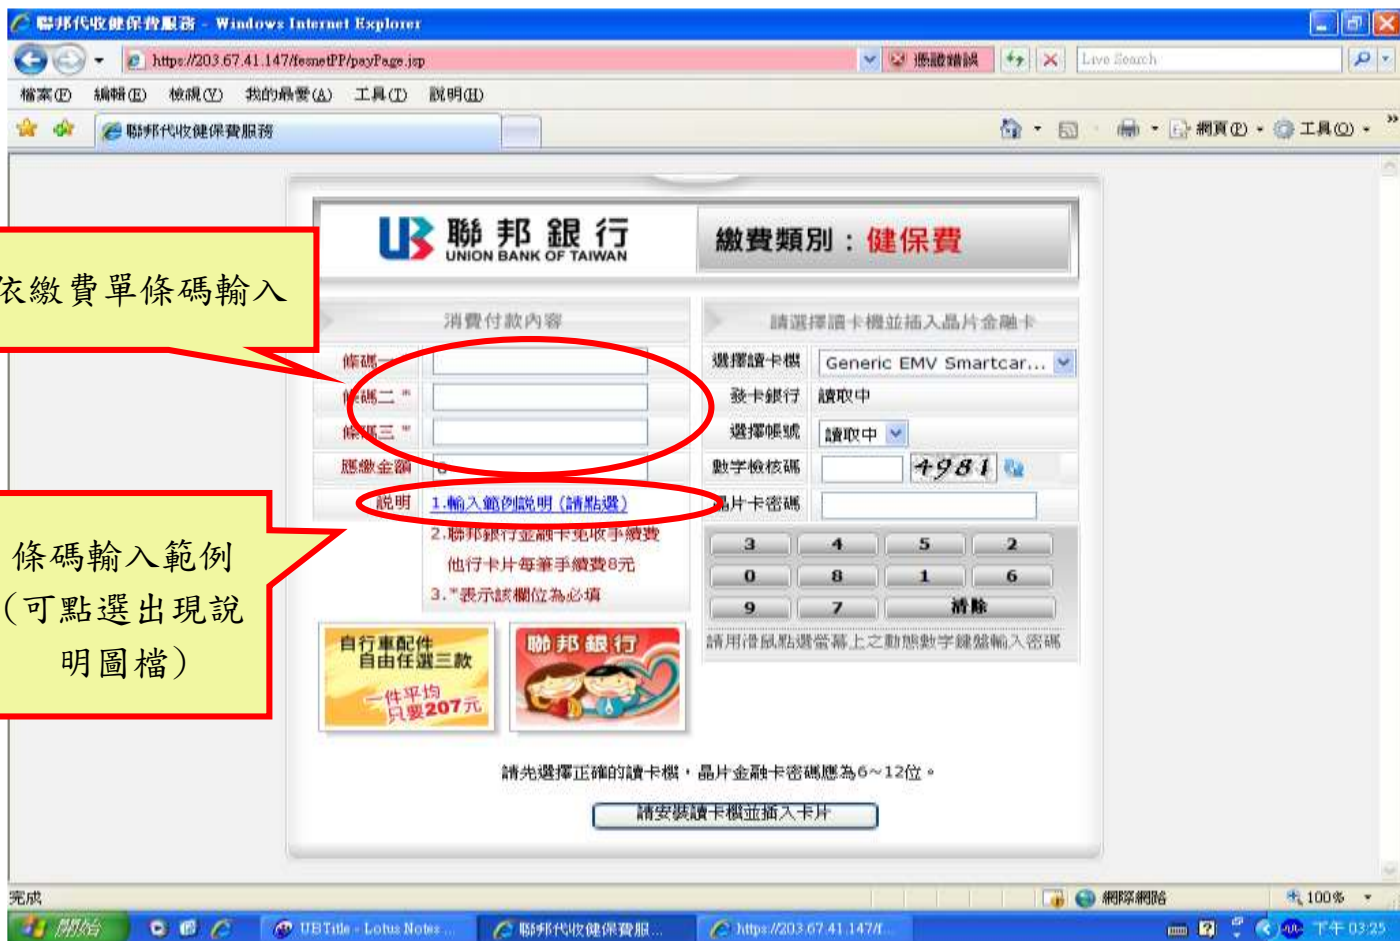 聯邦代收健保費服務 - Windows Internet Explorer
https://203.67.41.147/fesnetPP/payPage.jsp
憑證錯誤
Live Search
檔案(F) 編輯(E) 檢視(V) 我的最愛(A) 工具(T) 說明(H)
聯邦代收健保費服務
網頁(P)
工具(O)
聯邦銀行
UNION BANK OF TAIWAN
繳費類別：健保費
依繳費單條碼輸入
消費付款內容
請選擇讀卡機並插入晶片金融卡
條碼一
選擇讀卡機 Generic EMV Smartcar...
條碼二 *
發卡銀行 讀取中
條碼三 *
選擇帳號 讀取中
應繳金額 0
數字檢核碼 4981
說明 1.輸入範例說明 (請點選)
晶片卡密碼
2.聯邦銀行金融卡免收手續費
他行卡片每筆手續費8元
3.*表示該欄位為必填
條碼輸入範例
(可點選出現說
明圖檔)
3 4 5 2
0 8 1 6
9 7 清除
請用滑鼠點選螢幕上之動態數字鍵盤輸入密碼
自行車配件
自由任選三款
一件平均
只要207元
聯邦銀行
請先選擇正確的讀卡機，晶片金融卡密碼應為6~12位。
請安裝讀卡機並插入卡片
完成
網際網路
100%
開始
UBTitle - Lotus Notes ...
聯邦代收健保費服...
https://203.67.41.147/f...
下午 03:25